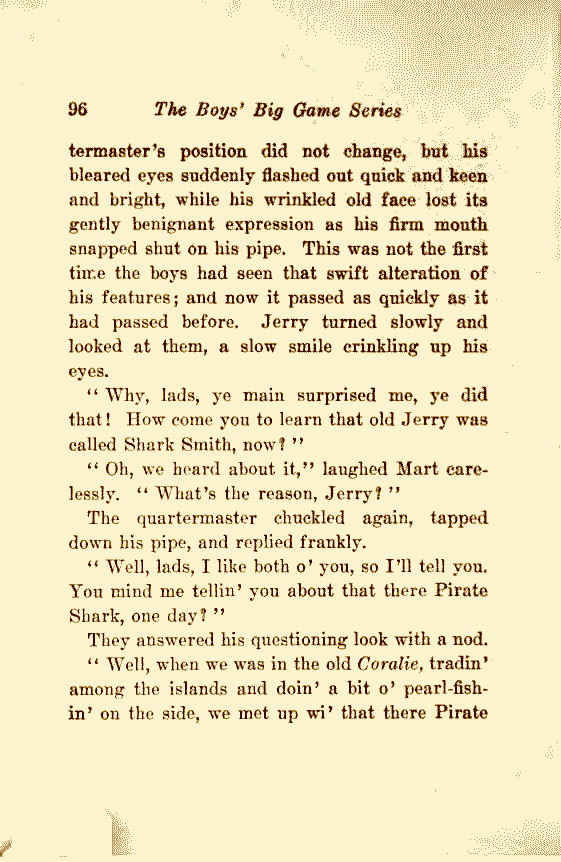 96 The Boys' Big Game Series
termaster's position did not change, but his
bleared eyes suddenly flashed out quick and keen
and bright, while his wrinkled old face lost its
gently benignant expression as his firm mouth
snapped shut on his pipe. This was not the first
time the boys had seen that swift alteration of
his features; and now it passed as quickly as it
had passed before. Jerry turned slowly and
looked at them, a slow smile crinkling up his
eyes.
"Why, lads, ye main surprised me, ye did
that! How come you to learn that old Jerry was
called Shark Smith, now?"
"Oh, we heard about it," laughed Mart care-
lessly. "What's the reason, Jerry?"
The quartermaster chuckled again, tapped
down his pipe, and replied frankly.
"Well, lads, I like both o' you, so I'll tell you.
You mind me tellin' you about that there Pirate
Shark, one day?"
They answered his questioning look with a nod.
"Well, when we was in the old Coralie, tradin'
among the islands and doin' a bit o' pearl-fish-
in' on the side, we met up wi' that there Pirate